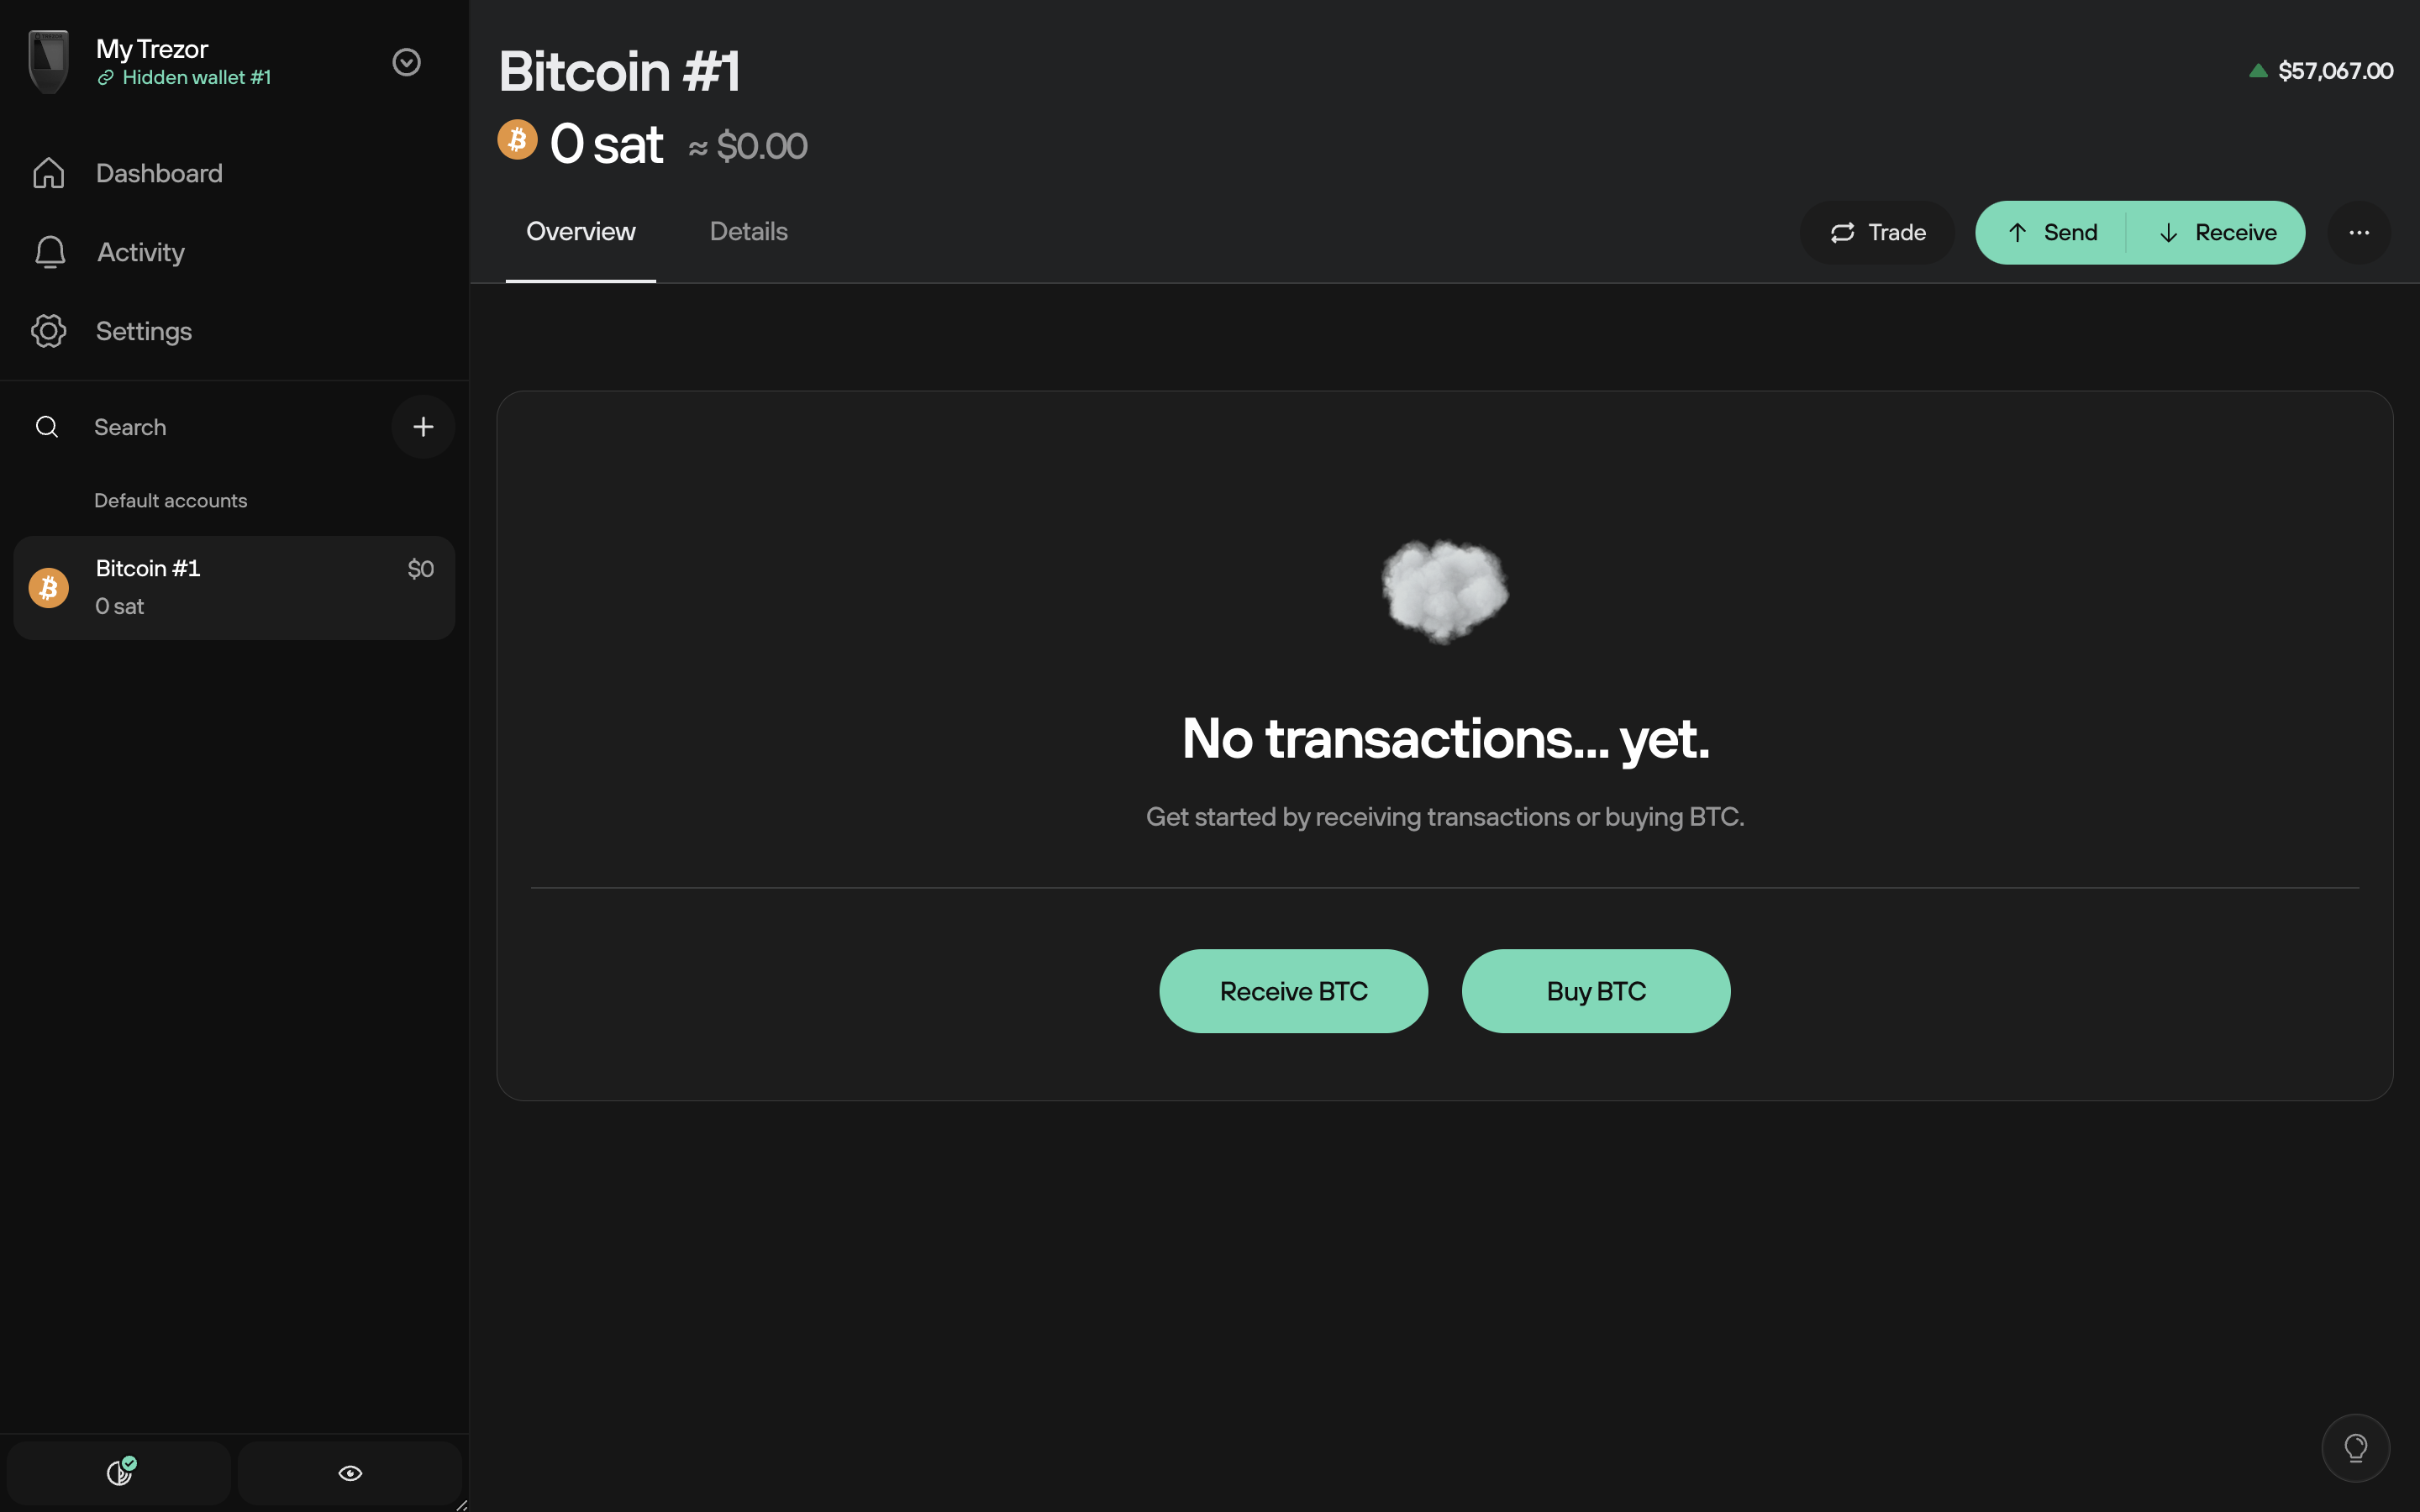 My Trezor
Hidden wallet #1
Dashboard
Activity
Settings
Search
Default accounts
Bitcoin #1 $0
0 sat
Bitcoin #1
$57,067.00
0 sat ≈ $0.00
Overview Details
Trade Send Receive
No transactions... yet.
Get started by receiving transactions or buying BTC.
Receive BTC Buy BTC